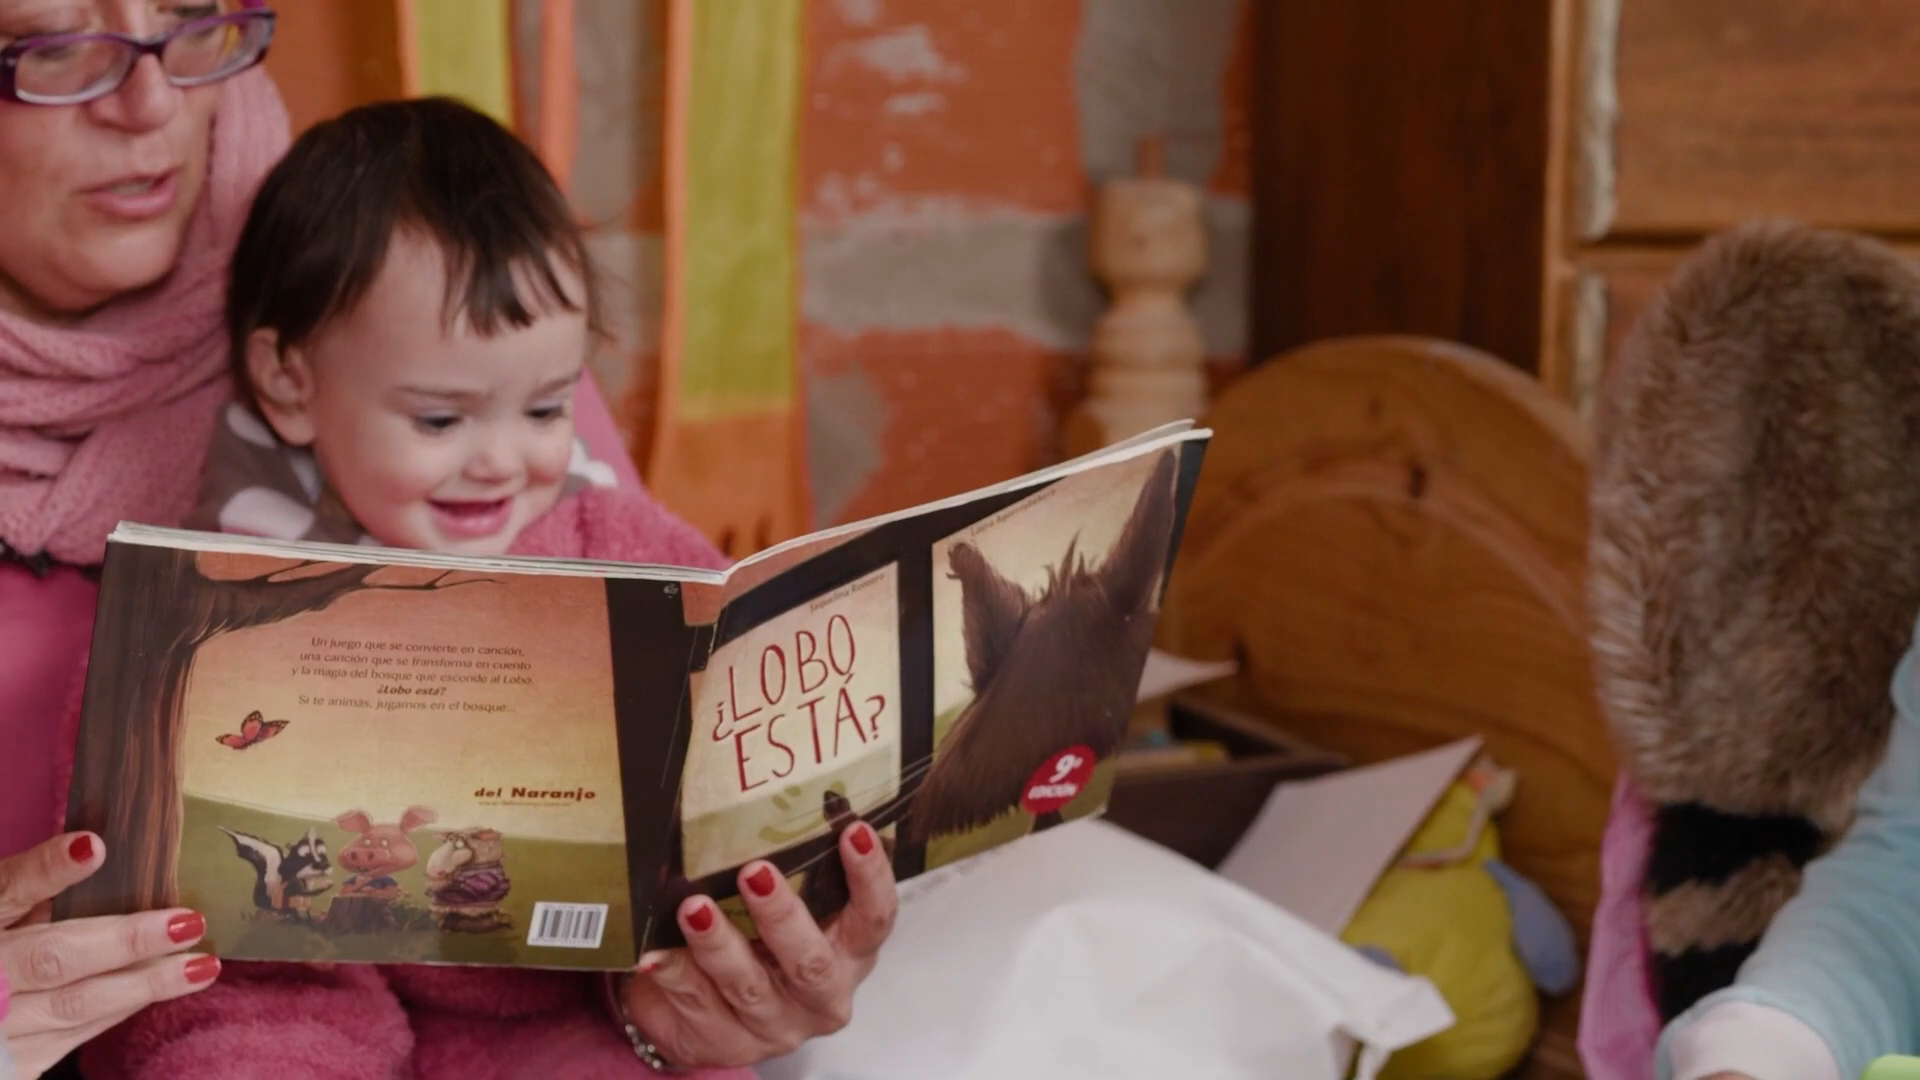 Un juego que se convierte en canción,
una canción que se transforma en cuento
y la magia del bosque que esconde al Lobo.
¿Lobo está?
Si te animás, jugamos en el bosque...
del Naranjo
Jaquelina Romero
¿LOBO
ESTÁ?
9ª
EDICIÓN